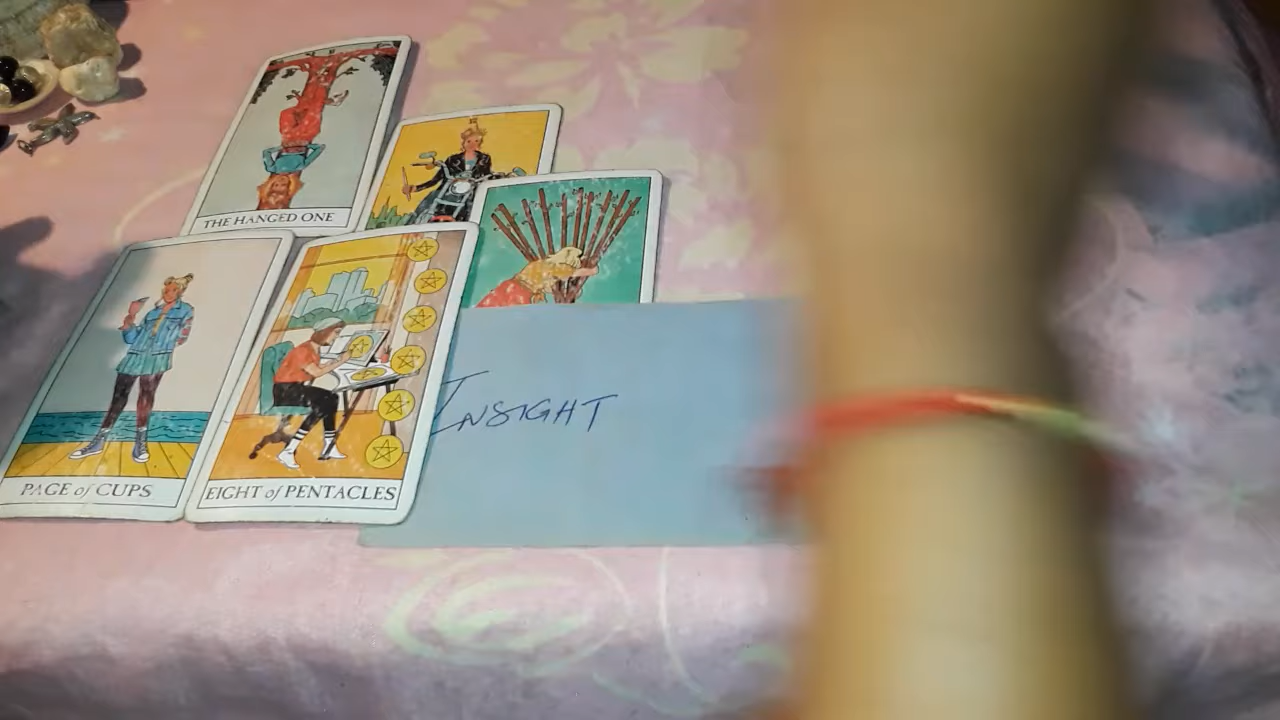 THE HANGED ONE
INSIGHT
PAGE of CUPS
EIGHT of PENTACLES